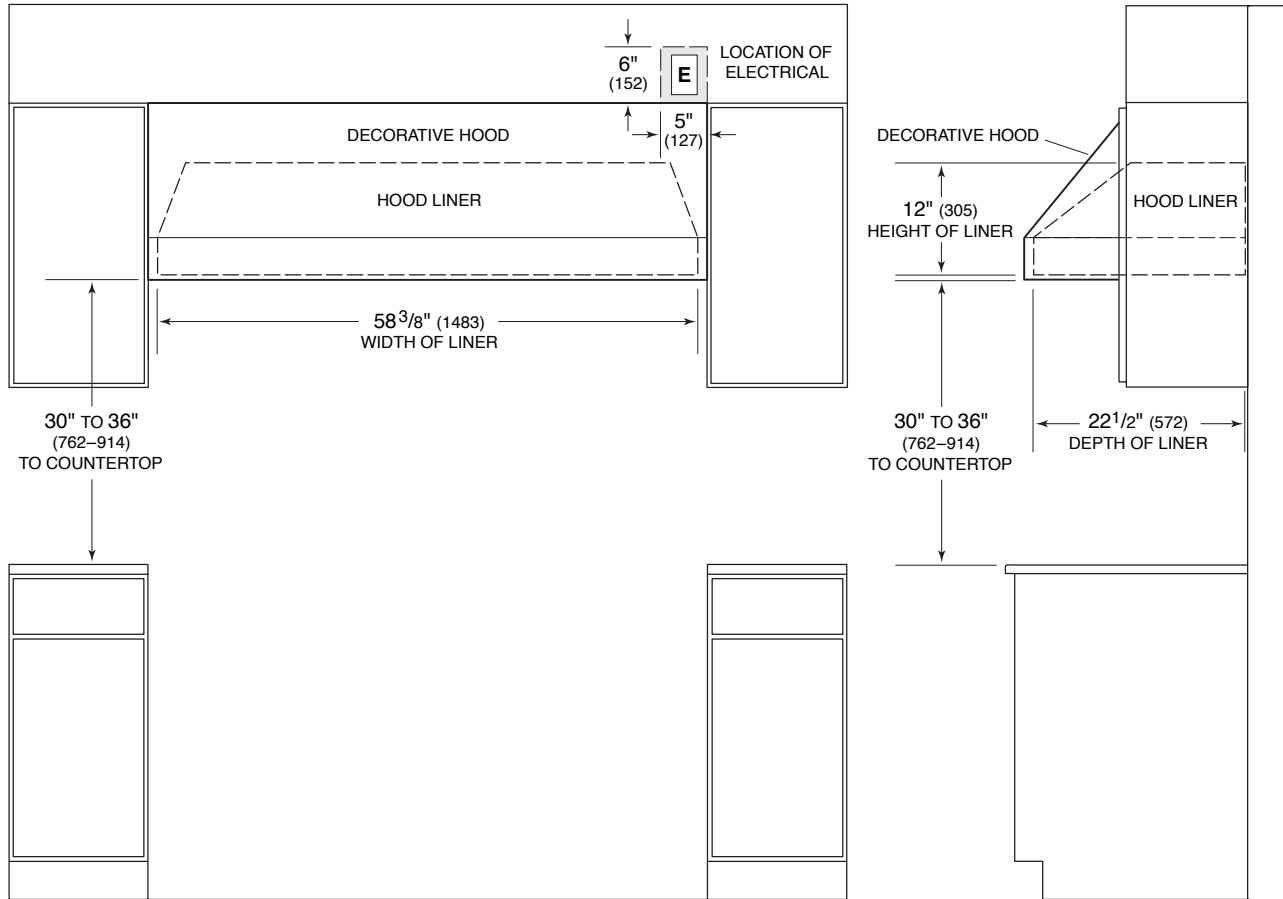 6"
(152)
E
LOCATION OF
ELECTRICAL
5"
(127)
DECORATIVE HOOD
HOOD LINER
58 3/8" (1483)
WIDTH OF LINER
30" TO 36"
(762–914)
TO COUNTERTOP
DECORATIVE HOOD
12" (305)
HEIGHT OF LINER
HOOD LINER
30" TO 36"
(762–914)
TO COUNTERTOP
22 1/2" (572)
DEPTH OF LINER